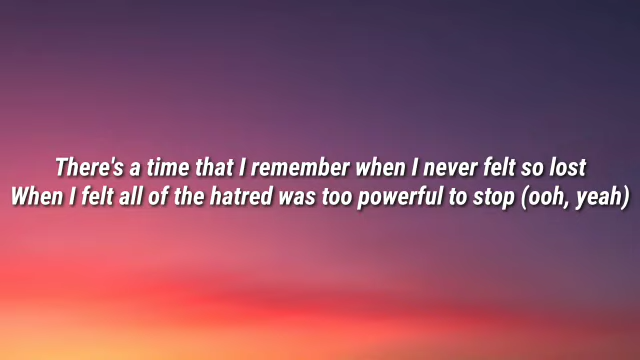 There's a time that I remember when I never felt so lost
When I felt all of the hatred was too powerful to stop (ooh, yeah)